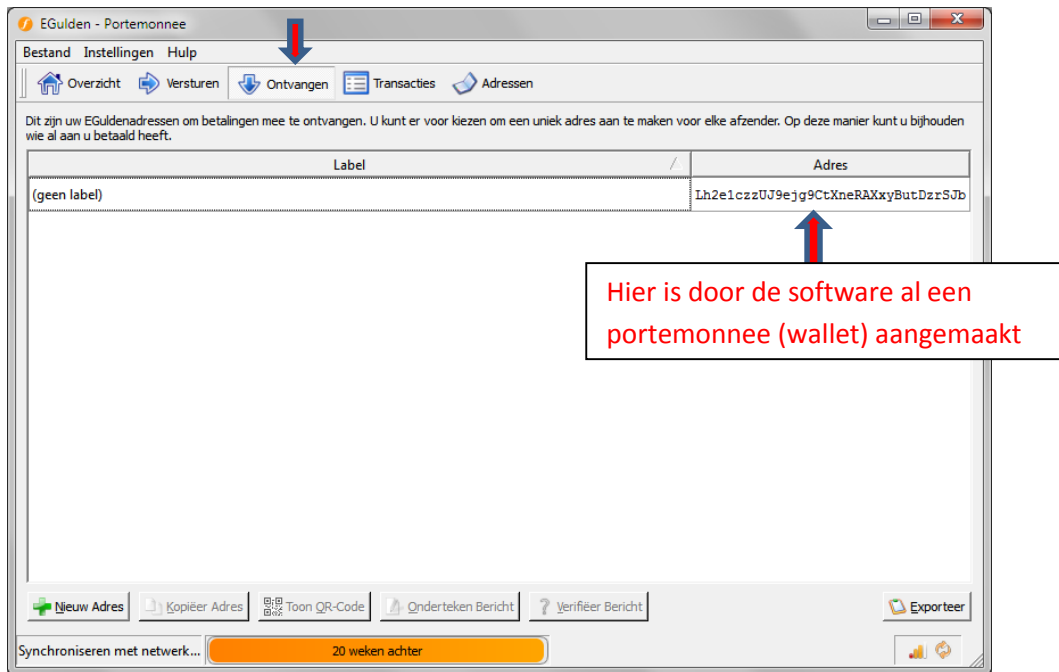 EGulden - Portemonnee
Bestand Instellingen Hulp
Overzicht Versturen Ontvangen Transacties Adressen
Dit zijn uw EGuldenadressen om betalingen mee te ontvangen. U kunt er voor kiezen om een uniek adres aan te maken voor elke afzender. Op deze manier kunt u bijhouden
wie al aan u betaald heeft.
Label Adres
(geen label) Lh2e1czzUJ9ejg9CtXneRAXxyButDzrSJb
Hier is door de software al een
portemonnee (wallet) aangemaakt
Nieuw Adres Kopiëer Adres Toon QR-Code Onderteken Bericht Verifiëer Bericht Exporteer
Synchroniseren met netwerk... 20 weken achter